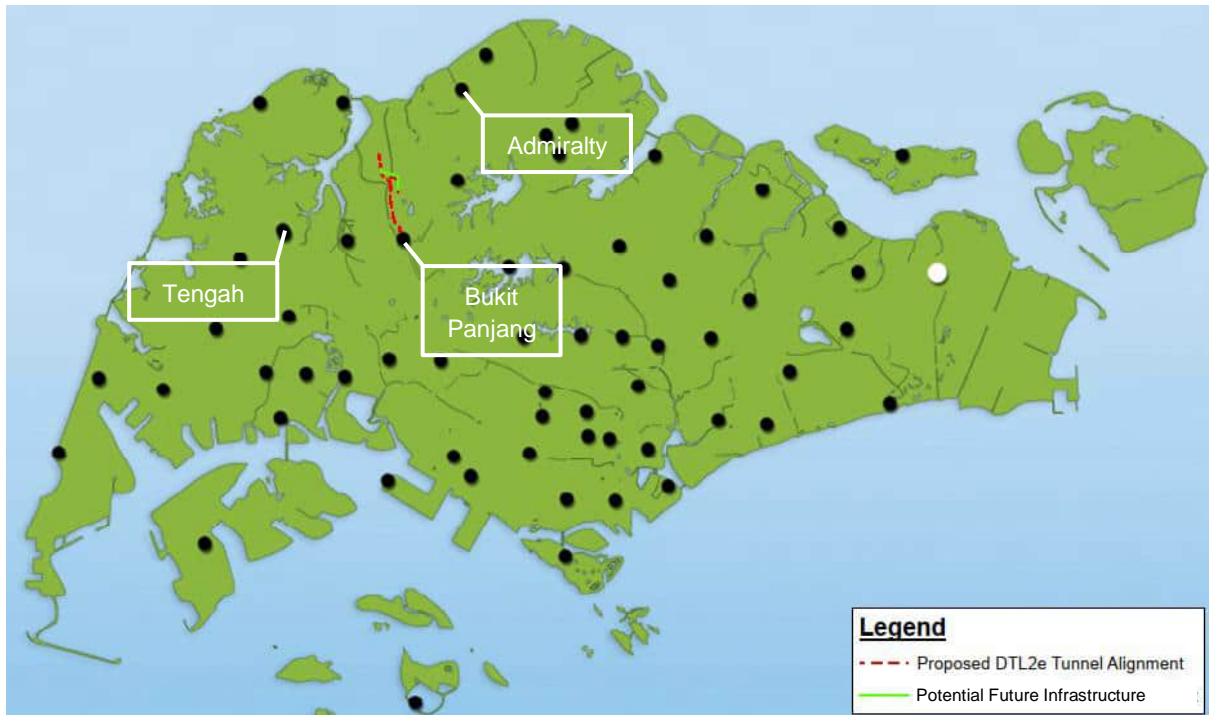 Admiralty
Tengah
Bukit
Panjang
Legend
Proposed DTL2e Tunnel Alignment
Potential Future Infrastructure